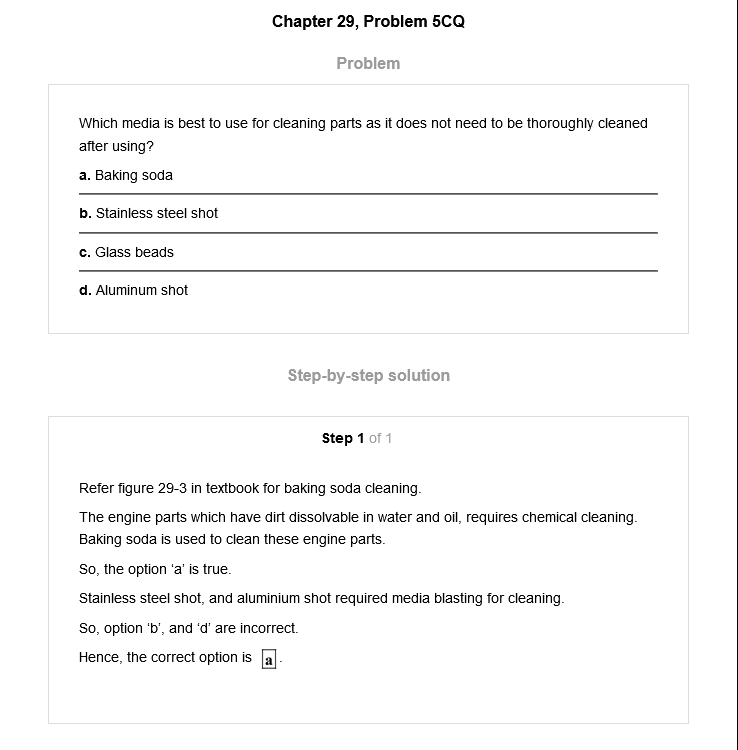 Chapter 29, Problem 5CQ
Problem
Which media is best to use for cleaning parts as it does not need to be thoroughly cleaned
after using?
a. Baking soda
b. Stainless steel shot
c. Glass beads
d. Aluminum shot
Step-by-step solution
Step 1 of 1
Refer figure 29-3 in textbook for baking soda cleaning.
The engine parts which have dirt dissolvable in water and oil, requires chemical cleaning.
Baking soda is used to clean these engine parts.
So, the option ‘a’ is true.
Stainless steel shot, and aluminium shot required media blasting for cleaning.
So, option ‘b’, and ‘d’ are incorrect.
Hence, the correct option is a.